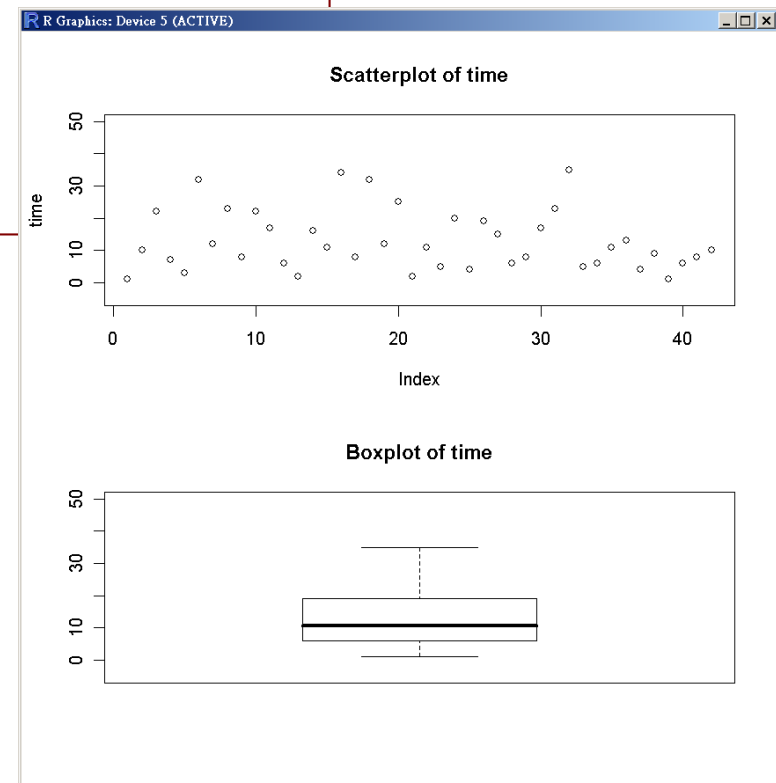 R R Graphics: Device 5 (ACTIVE)
Scatterplot of time
50
30
10
0
time
0 10 20 30 40
Index
Boxplot of time
50
30
10
0